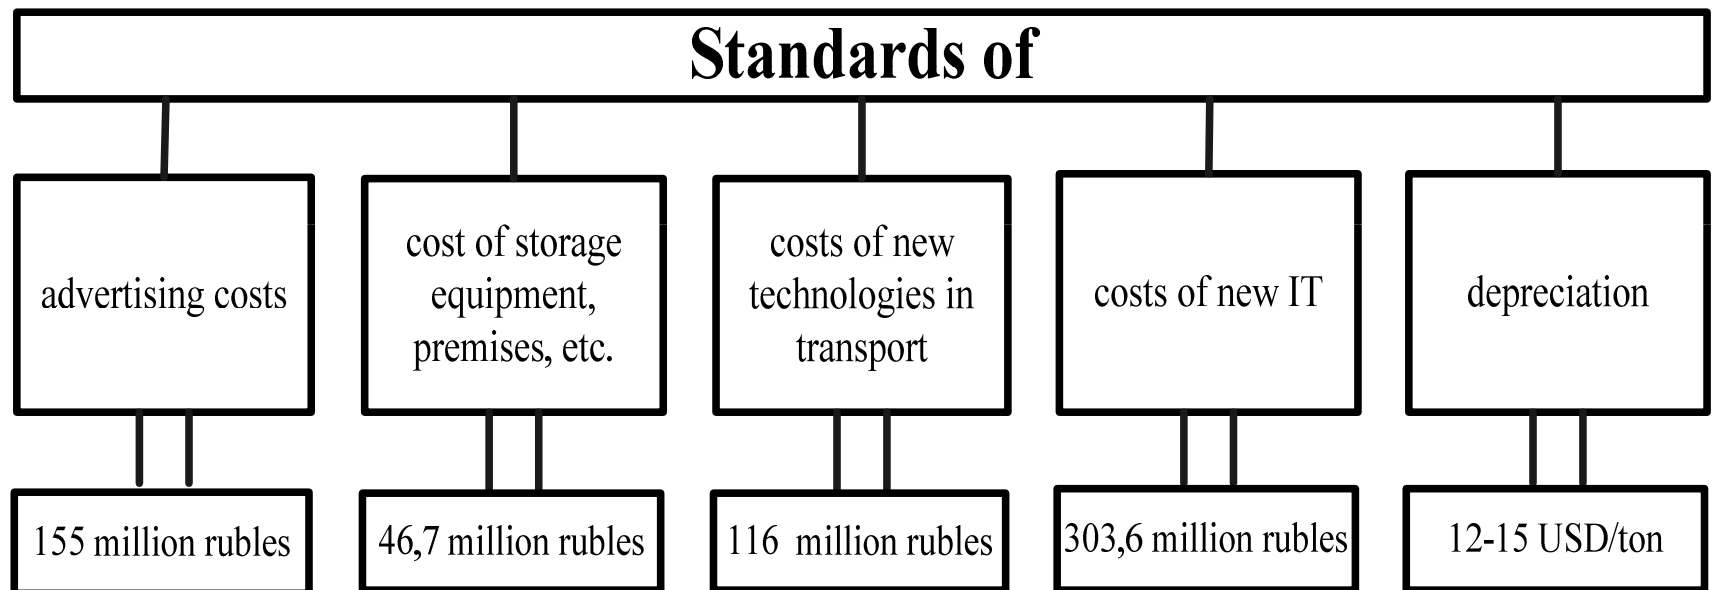 Standards of
advertising costs
cost of storage
equipment,
premises, etc.
costs of new
technologies in
transport
costs of new IT
depreciation
155 million rubles
46,7 million rubles
116 million rubles
303,6 million rubles
12-15 USD/ton